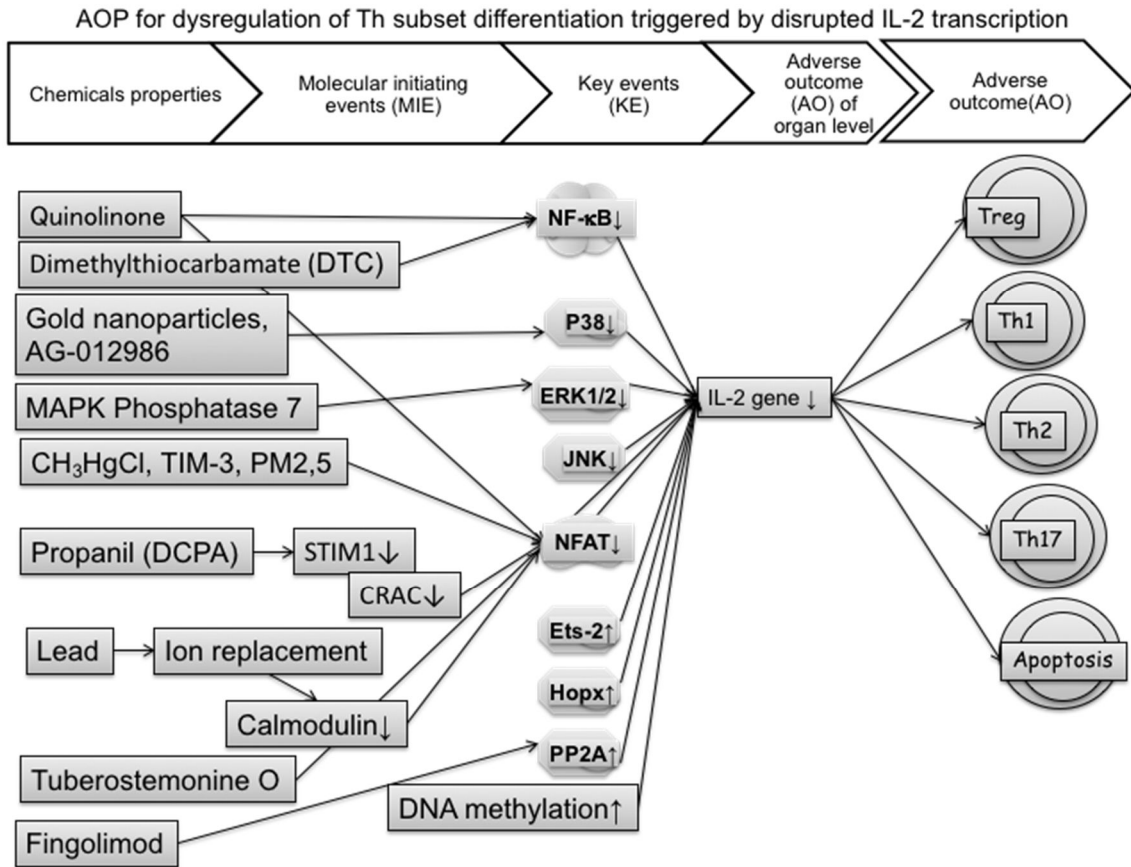 AOP for dysregulation of Th subset differentiation triggered by disrupted IL-2 transcription
Chemicals properties
Molecular initiating
events (MIE)
Key events
(KE)
Adverse
outcome
(AO) of
organ level
Adverse
outcome(AO)
Quinolinone
Dimethylthiocarbamate (DTC)
Gold nanoparticles,
AG-012986
MAPK Phosphatase 7
CH₃HgCl, TIM-3, PM2,5
Propanil (DCPA)
STIM1↓
CRAC↓
Lead
Ion replacement
Calmodulin↓
Tuberostemonine O
Fingolimod
NF-κB↓
P38↓
ERK1/2↓
JNK↓
NFAT↓
Ets-2↑
Hopx↑
PP2A↑
DNA methylation↑
IL-2 gene ↓
Treg
Th1
Th2
Th17
Apoptosis